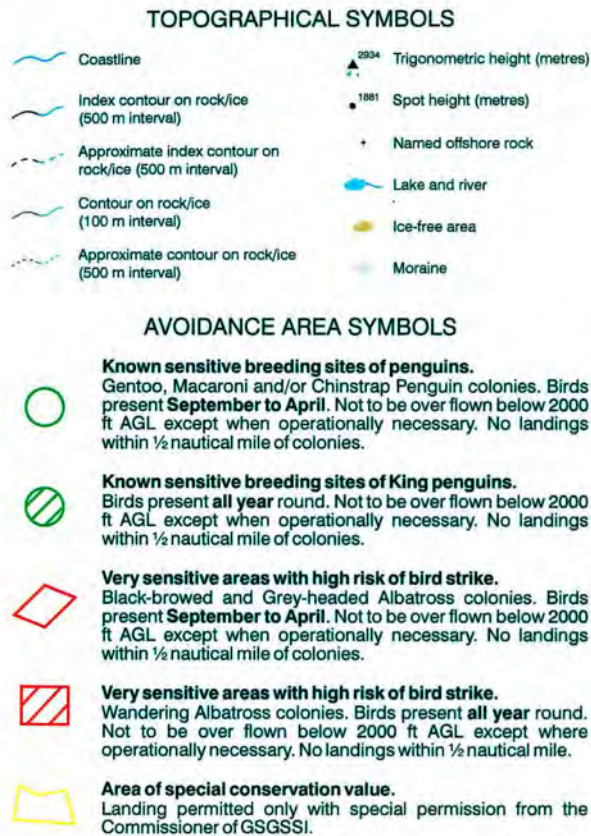 TOPOGRAPHICAL SYMBOLS
Coastline
Index contour on rock/ice
(500 m interval)
Approximate index contour on
rock/ice (500 m interval)
Contour on rock/ice
(100 m interval)
Approximate contour on rock/ice
(500 m interval)
2934 Trigonometric height (metres)
1881 Spot height (metres)
Named offshore rock
Lake and river
Ice-free area
Moraine
AVOIDANCE AREA SYMBOLS
Known sensitive breeding sites of penguins.
Gentoo, Macaroni and/or Chinstrap Penguin colonies. Birds
present September to April. Not to be over flown below 2000
ft AGL except when operationally necessary. No landings
within ½ nautical mile of colonies.
Known sensitive breeding sites of King penguins.
Birds present all year round. Not to be over flown below 2000
ft AGL except when operationally necessary. No landings
within ½ nautical mile of colonies.
Very sensitive areas with high risk of bird strike.
Black-browed and Grey-headed Albatross colonies. Birds
present September to April. Not to be over flown below 2000
ft AGL except when operationally necessary. No landings
within ½ nautical mile of colonies.
Very sensitive areas with high risk of bird strike.
Wandering Albatross colonies. Birds present all year round.
Not to be over flown below 2000 ft AGL except where
operationally necessary. No landings within ½ nautical mile.
Area of special conservation value.
Landing permitted only with special permission from the
Commissioner of GSGSSI.